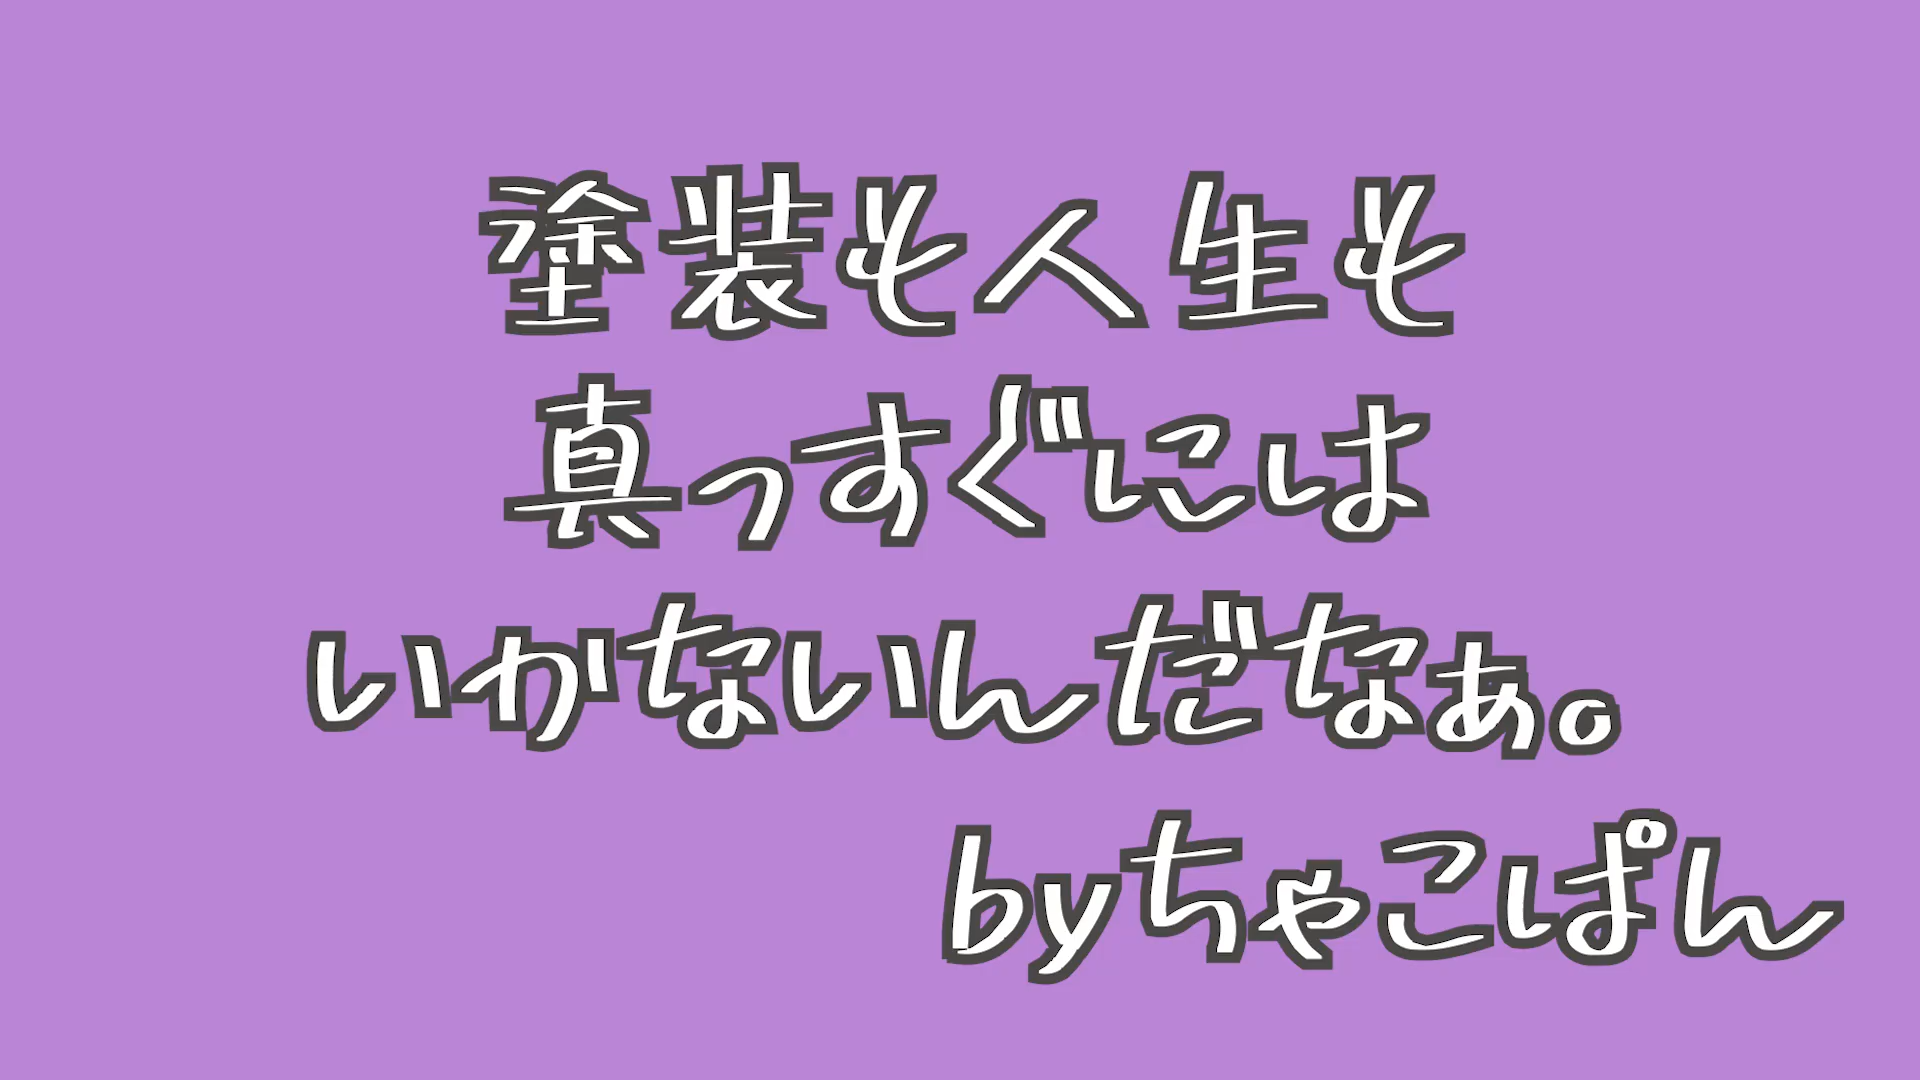 塗装も人生も
真っすぐには
いかないんだなぁ。
byちゃこぱん